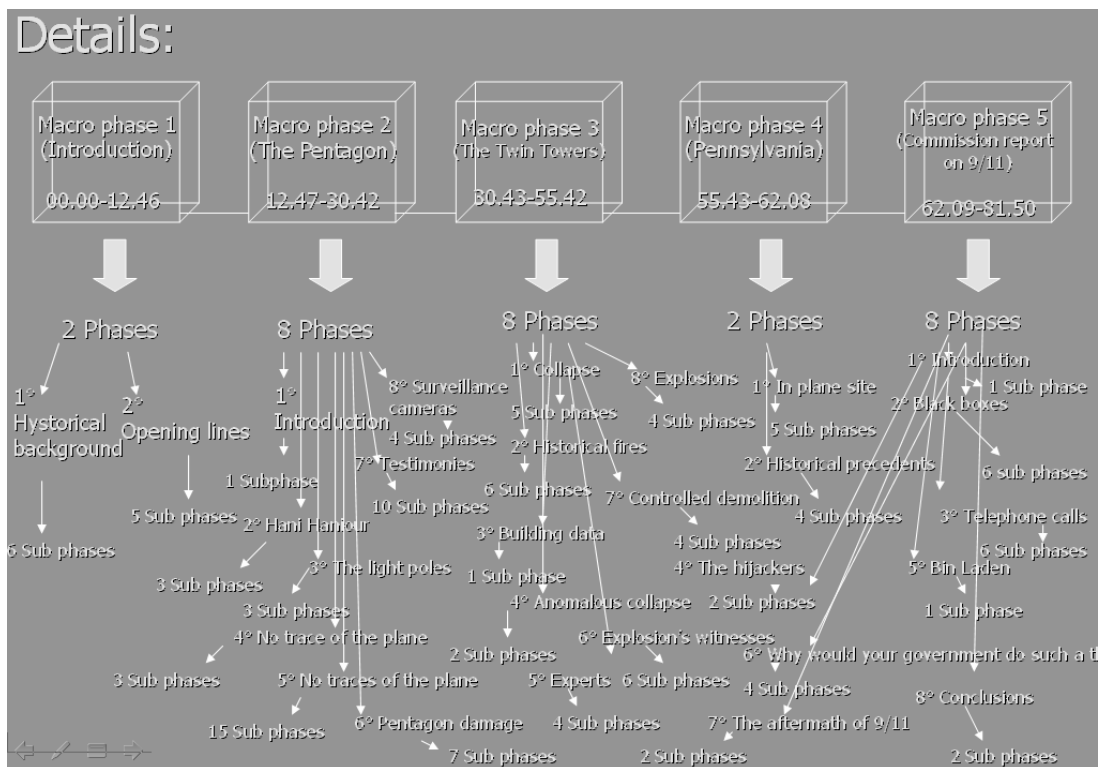 Details:
Macro phase 1
(Introduction)
00.00-12.46
Macro phase 2
(The Pentagon)
12.47-30.42
Macro phase 3
(The Twin Towers)
30.43-55.42
Macro phase 4
(Pennsylvania)
55.43-62.08
Macro phase 5
(Commission report
on 9/11)
62.09-81.50
2 Phases
1°
Hystorical
background
6 Sub phases
2°
Opening lines
5 Sub phases
8 Phases
1°
Introduction
1 Subphase
2° Hani Haniour
3 Sub phases
3° The light poles
3 Sub phases
4° No trace of the plane
3 Sub phases
5° No traces of the plane
15 Sub phases
6° Pentagon damage
7 Sub phases
7° Testimonies
10 Sub phases
8° Surveillance
cameras
4 Sub phases
8 Phases
1° Collapse
5 Sub phases
2° Historical fires
6 Sub phases
3° Building data
1 Sub phase
4° Anomalous collapse
2 Sub phases
5° Experts
4 Sub phases
6° Explosion's witnesses
6 Sub phases
7° Controlled demolition
4 Sub phases
8° Explosions
4 Sub phases
2 Phases
1° In plane site
5 Sub phases
2° Historical precedents
4 Sub phases
8 Phases
1° Introduction
1 Sub phase
2° Black boxes
6 sub phases
3° Telephone calls
6 Sub phases
4° The hijackers
2 Sub phases
5° Bin Laden
1 Sub phase
6° Why would your government do such a t
4 Sub phases
7° The aftermath of 9/11
2 Sub phases
8° Conclusions
2 Sub phases